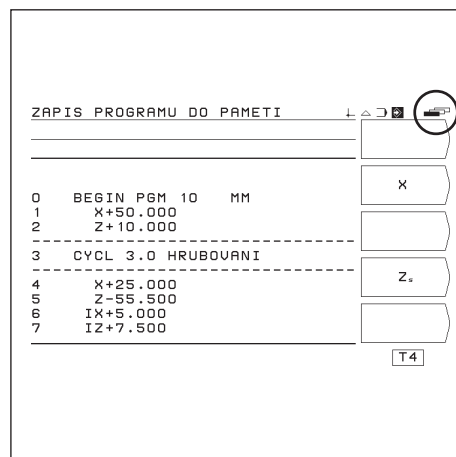 ZAPIS PROGRAMU DO PAMETI
0 BEGIN PGM 10 MM
1 X+50.000
2 Z+10.000
3 CYCL 3.0 HRUBOVANI
4 X+25.000
5 Z-55.500
6 IX+5.000
7 IZ+7.500
X
Zs
T4